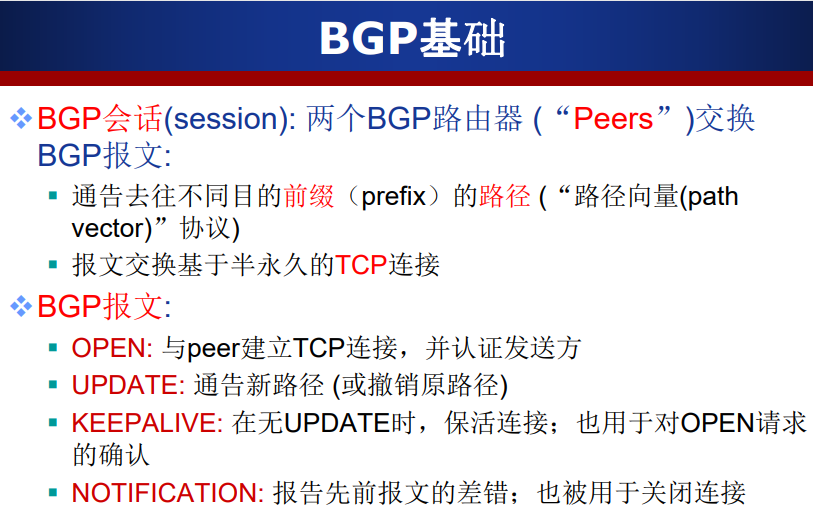 BGP基础
BGP会话(session): 两个BGP路由器 (“Peers”)交换
BGP报文:
通告去往不同目的前缀（prefix）的路径 (“路径向量(path
vector)”协议)
报文交换基于半永久的TCP连接
BGP报文:
OPEN: 与peer建立TCP连接，并认证发送方
UPDATE: 通告新路径 (或撤销原路径)
KEEPALIVE: 在无UPDATE时，保活连接；也用于对OPEN请求
的确认
NOTIFICATION: 报告先前报文的差错；也被用于关闭连接